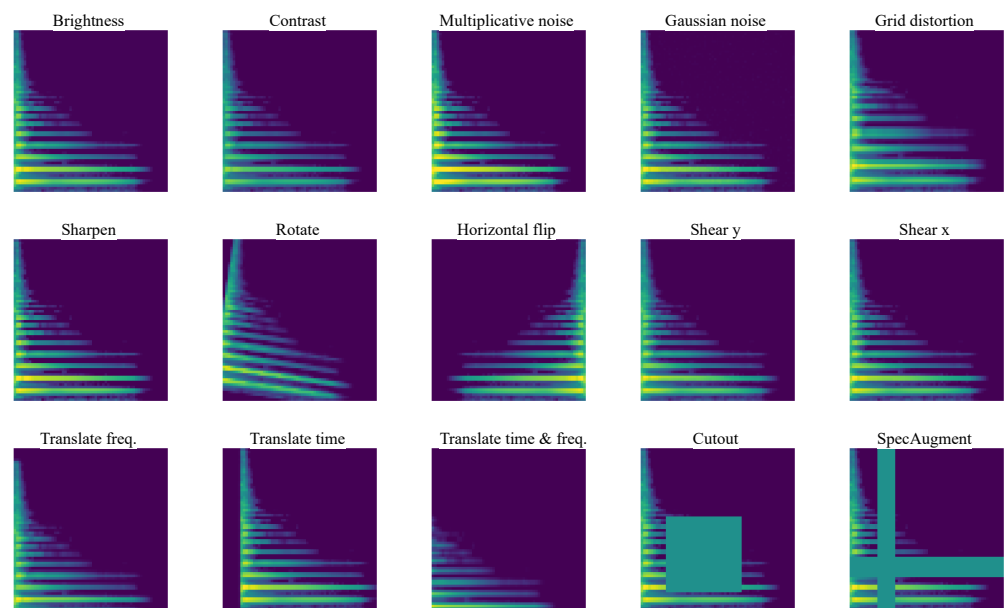 Brightness
Contrast
Multiplicative noise
Gaussian noise
Grid distortion
Sharpen
Rotate
Horizontal flip
Shear y
Shear x
Translate freq.
Translate time
Translate time & freq.
Cutout
SpecAugment